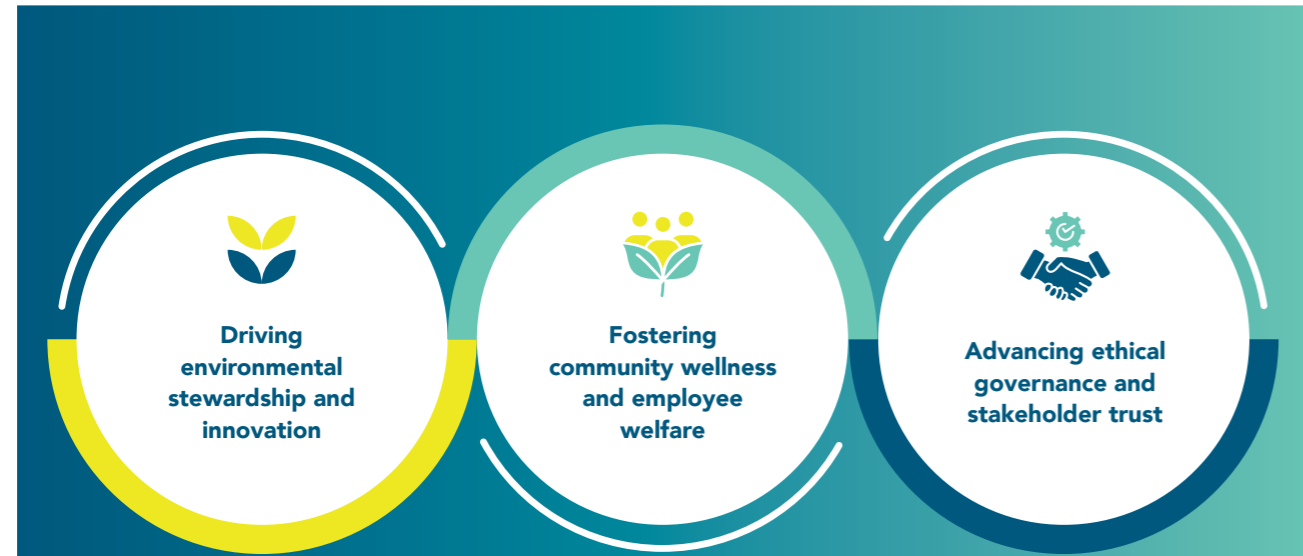 Driving
environmental
stewardship and
innovation
Fostering
community wellness
and employee
welfare
Advancing ethical
governance and
stakeholder trust